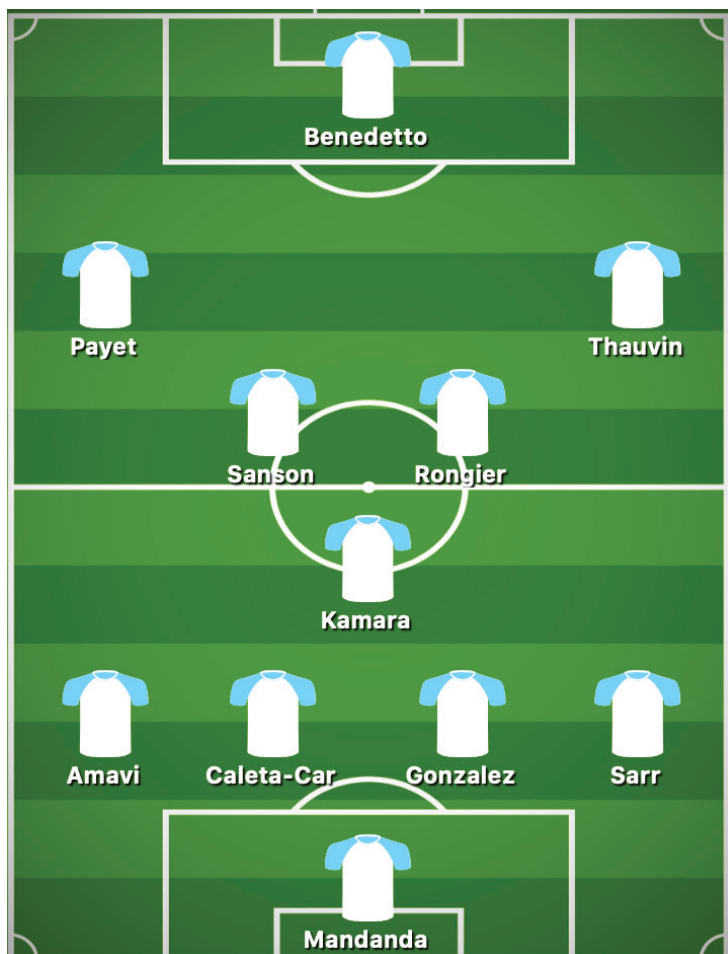 Benedetto
Payet Thauvin
Sanson Rongier
Kamara
Amavi Caleta-Car Gonzalez Sarr
Mandanda